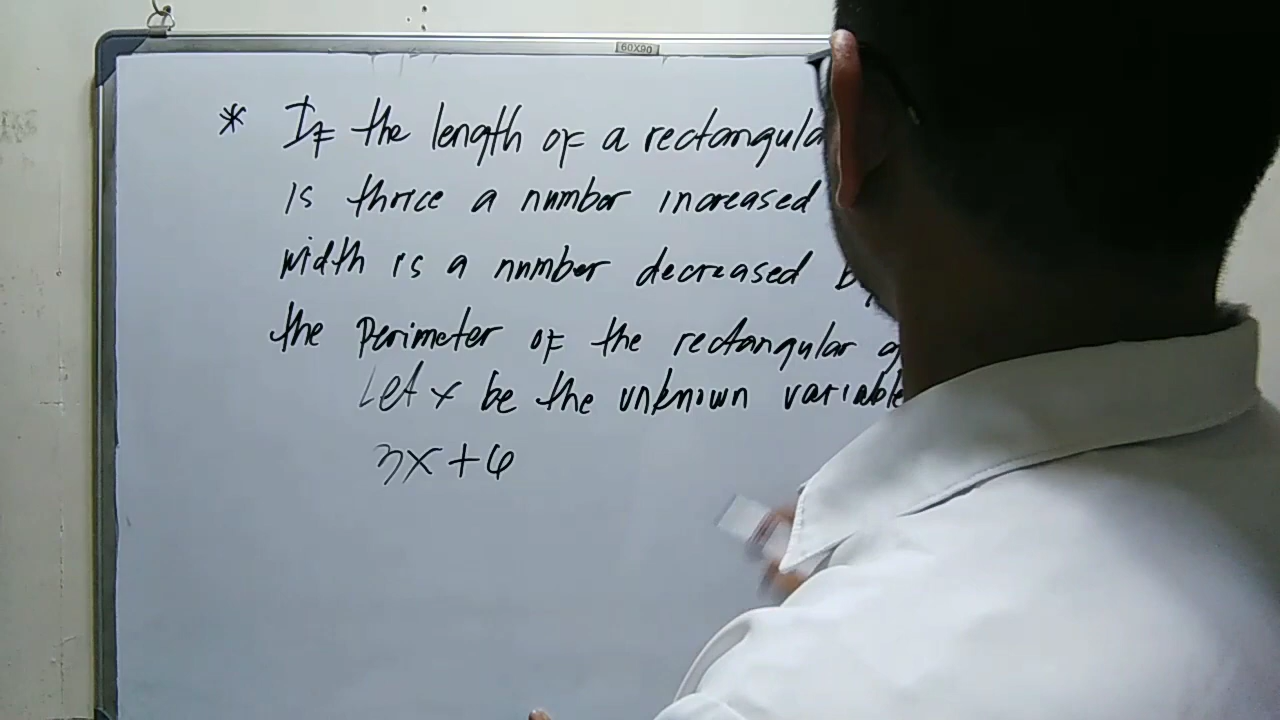 60X90
* If the length of a rectangula
is thrice a number increased
width is a number decreased
the Perimeter of the rectangular
Let x be the unknown variable
3x+6